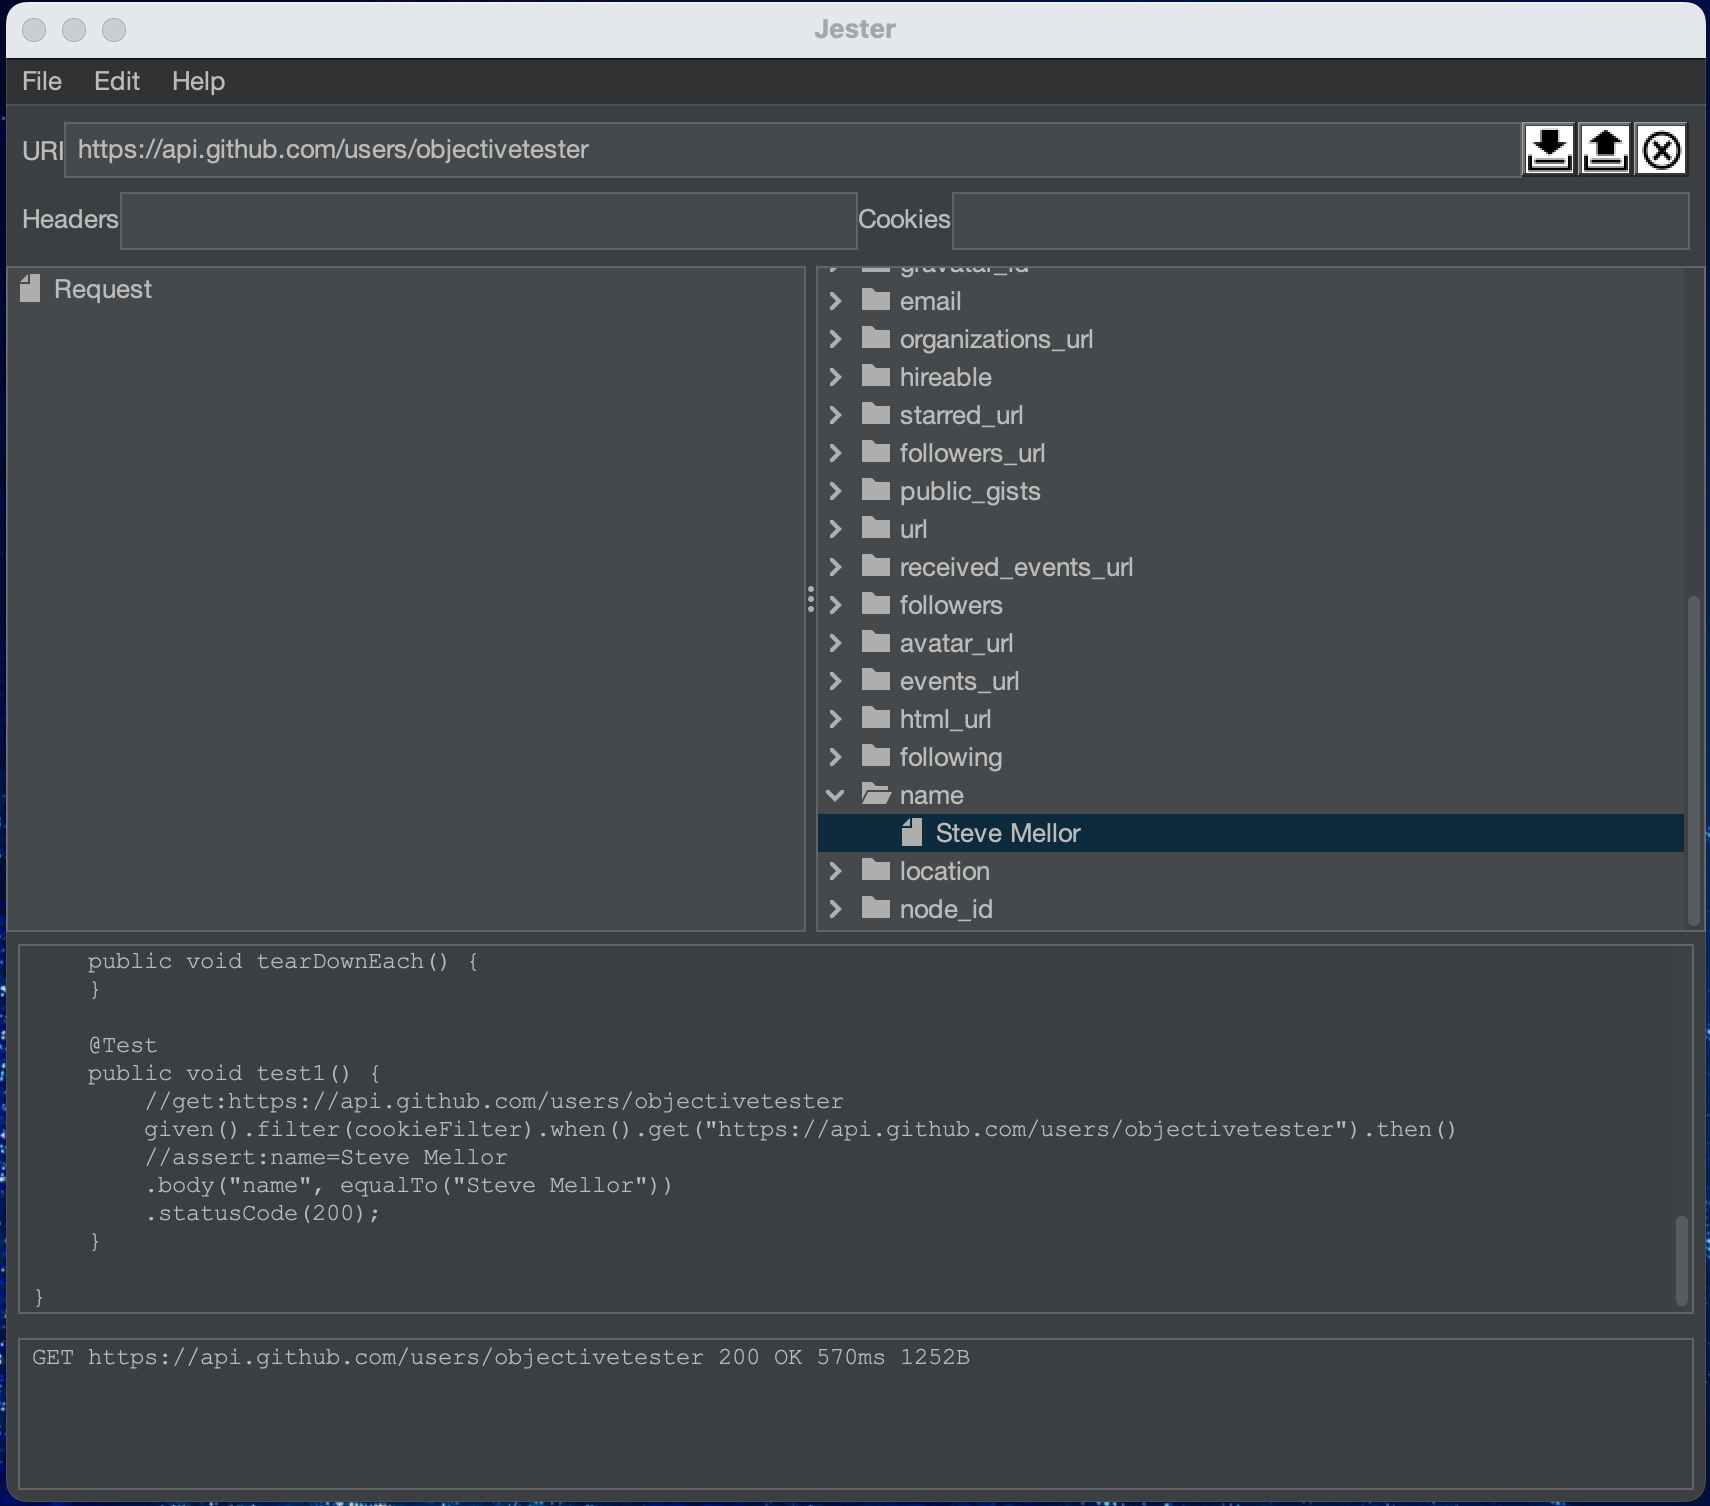 Jester
File Edit Help
URI https://api.github.com/users/objectivetester
Headers Cookies
Request
gravatar_id
email
organizations_url
hireable
starred_url
followers_url
public_gists
url
received_events_url
followers
avatar_url
events_url
html_url
following
name
Steve Mellor
location
node_id
public void tearDownEach() {
}
@Test
public void test1() {
//get:https://api.github.com/users/objectivetester
given().filter(cookieFilter).when().get("https://api.github.com/users/objectivetester").then()
//assert:name=Steve Mellor
.body("name", equalTo("Steve Mellor"))
.statusCode(200);
}
}
GET https://api.github.com/users/objectivetester 200 OK 570ms 1252B